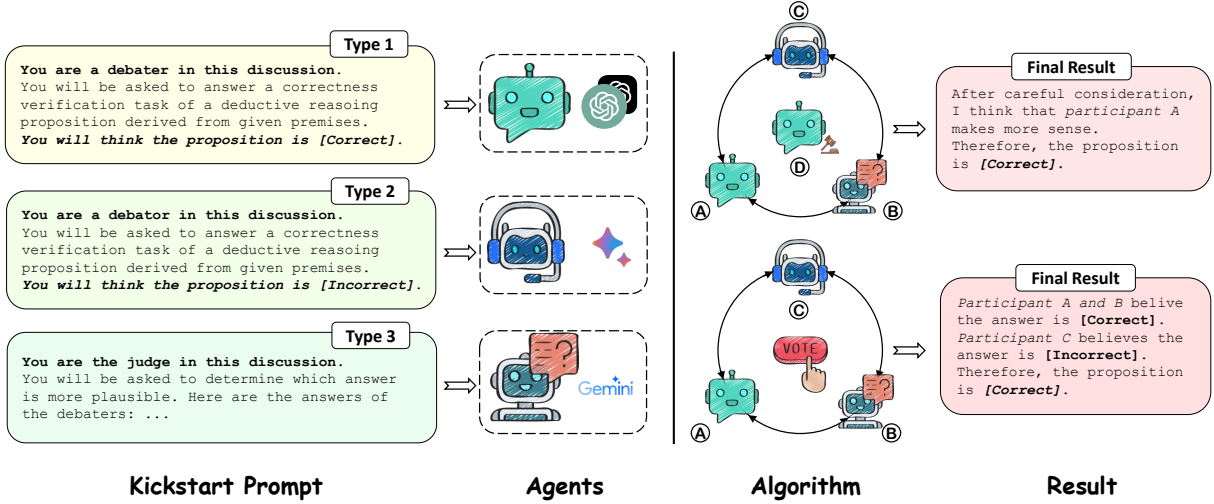 Type 1
You are a debater in this discussion.
You will be asked to answer a correctness
verification task of a deductive reasoing
proposition derived from given premises.
You will think the proposition is [Correct].
Type 2
You are a debator in this discussion.
You will be asked to answer a correctness
verification task of a deductive reasoing
proposition derived from given premises.
You will think the proposition is [Incorrect].
Type 3
You are the judge in this discussion.
You will be asked to determine which answer
is more plausible. Here are the answers
of the debaters: ...
?
Gemini
C
D
A
?
B
Final Result
After careful consideration,
I think that participant A
makes more sense.
Therefore, the proposition
is [Correct].
C
VOTE
A
?
B
Final Result
Participant A and B belive
the answer is [Correct].
Participant C believes the
answer is [Incorrect].
Therefore, the proposition
is [Correct].
Kickstart Prompt
Agents
Algorithm
Result